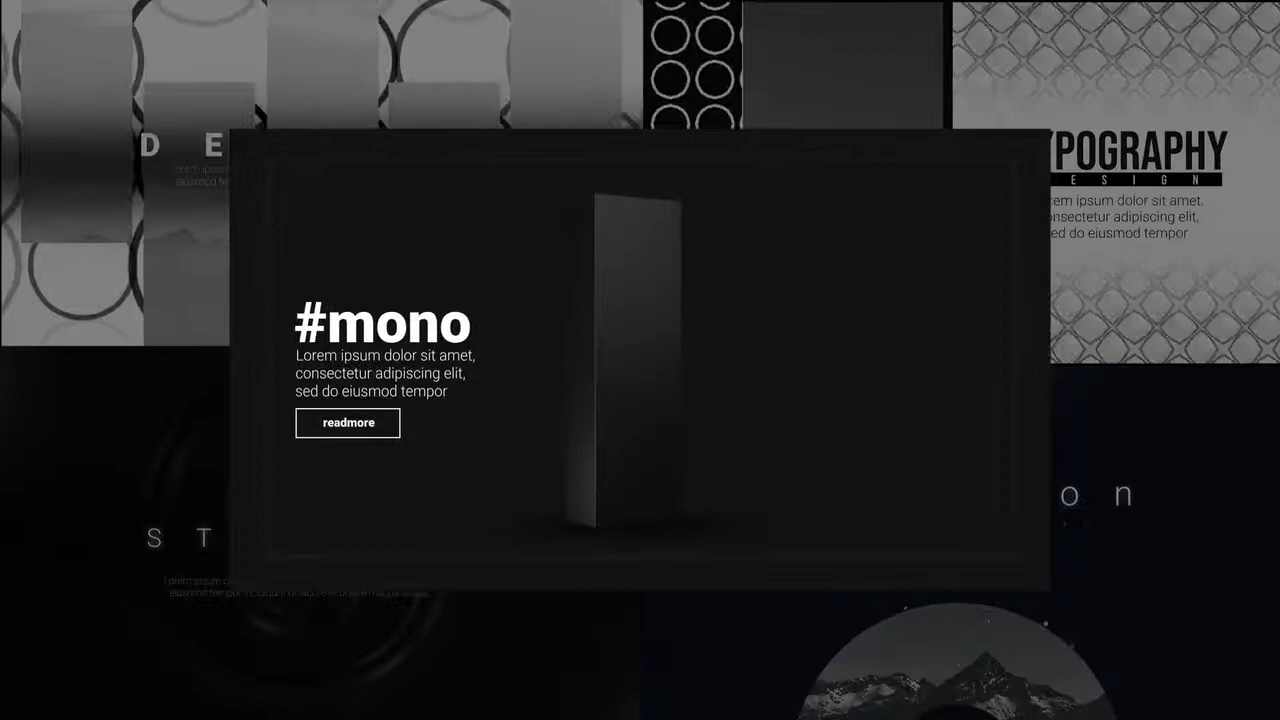 D E
YPOGRAPHY
E S I G N
rem ipsum dolor sit amet.
onsectetur adipiscing elit,
ed do eiusmod tempor
#mono
Lorem ipsum dolor sit amet,
consectetur adipiscing elit,
sed do eiusmod tempor
readmore
o n
S T